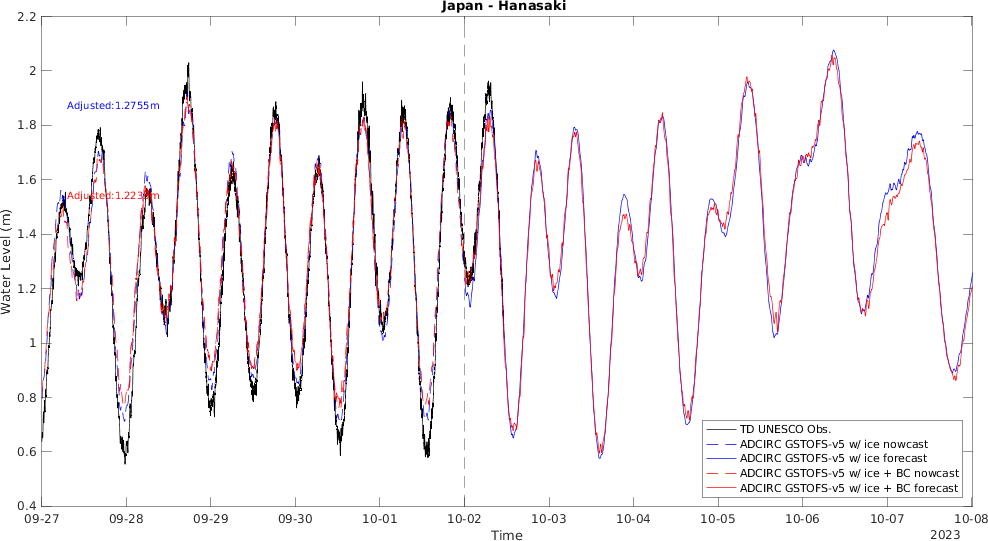 Japan - Hanasaki
2.2
2
1.8
1.6
1.4
1.2
1
0.8
0.6
0.4
Water Level (m)
Adjusted:1.2755m
TD UNESCO Obs.
ADCIRC GSTOFS-v5 w/ ice nowcast
ADCIRC GSTOFS-v5 w/ ice forecast
ADCIRC GSTOFS-v5 w/ ice + BC nowcast
ADCIRC GSTOFS-v5 w/ ice + BC forecast
09-27 09-28 09-29 09-30 10-01 10-02 10-03 10-04 10-05 10-06 10-07 10-08
Time
2023